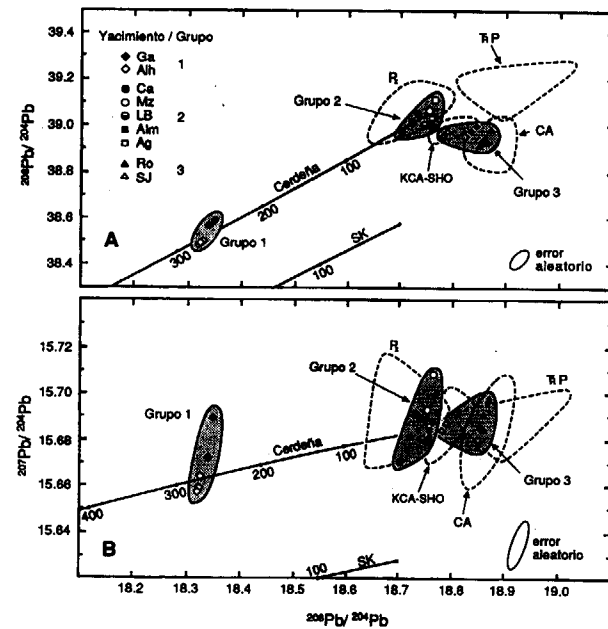 39.4
39.2
39.0
38.8
38.6
38.4
208Pb/ 204Pb
Yacimiento / Grupo
Ga
Alh
1
Ca
Mz
LB
Alm
Ag
2
Ro
SJ
3
Grupo 2
TriP
CA
KCA-SHO
Grupo 3
Cerdeña
100
200
300
Grupo 1
SK
100
error
aleatorio
A
15.72
15.70
15.68
15.66
15.64
207Pb/ 204Pb
Grupo 2
TriP
Grupo 1
Cerdeña
100
200
300
400
KCA-SHO
CA
Grupo 3
SK
100
error
aleatorio
B
18.2 18.3 18.4 18.5 18.6 18.7 18.8 18.9 19.0
206Pb/ 204Pb